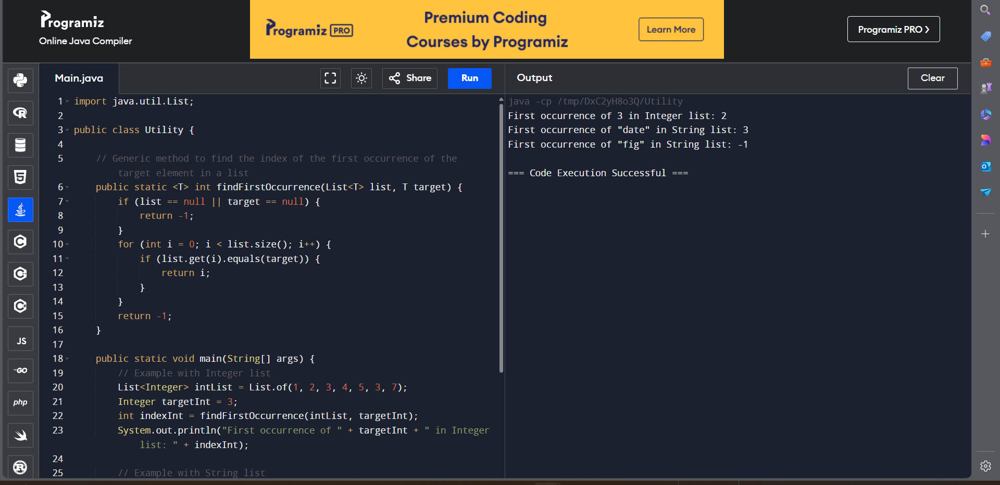 Programiz
Online Java Compiler
Programiz PRO
Premium Coding
Courses by Programiz
Learn More
Programiz PRO ❯
Main.java
Share
Run
Output
Clear
1 import java.util.List;
2
3 public class Utility {
4
5 // Generic method to find the index of the first occurrence of the
target element in a list
6 public static <T> int findFirstOccurrence(List<T> list, T target) {
7 if (list == null || target == null) {
8 return -1;
9 }
10 for (int i = 0; i < list.size(); i++) {
11 if (list.get(i).equals(target)) {
12 return i;
13 }
14 }
15 return -1;
16 }
17
18 public static void main(String[] args) {
19 // Example with Integer list
20 List<Integer> intList = List.of(1, 2, 3, 4, 5, 3, 7);
21 Integer targetInt = 3;
22 int indexInt = findFirstOccurrence(intList, targetInt);
23 System.out.println("First occurrence of " + targetInt + " in Integer
list: " + indexInt);
24
25 // Example with String list
java -cp /tmp/DxC2yH8o3Q/Utility
First occurrence of 3 in Integer list: 2
First occurrence of "date" in String list: 3
First occurrence of "fig" in String list: -1
=== Code Execution Successful ===
R
5
C
C++
C#
JS
GO
php
R